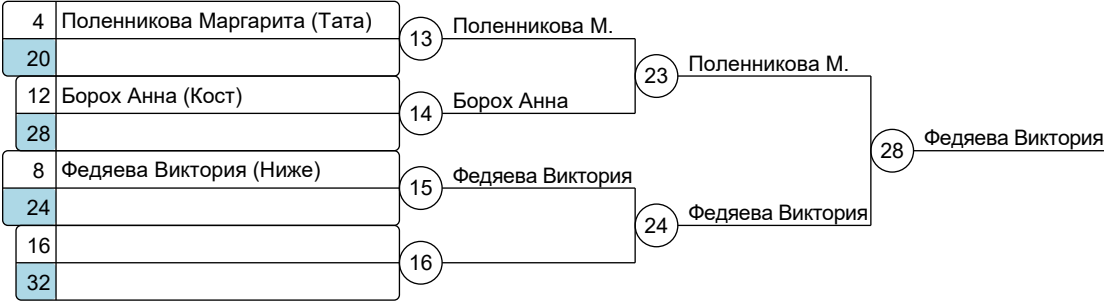 4 Поленникова Маргарита (Тата)
13 Поленникова М.
20
23 Поленникова М.
12 Борох Анна (Кост)
14 Борох Анна
28
28 Федяева Виктория
8 Федяева Виктория (Ниже)
15 Федяева Виктория
24
24 Федяева Виктория
16
16
32